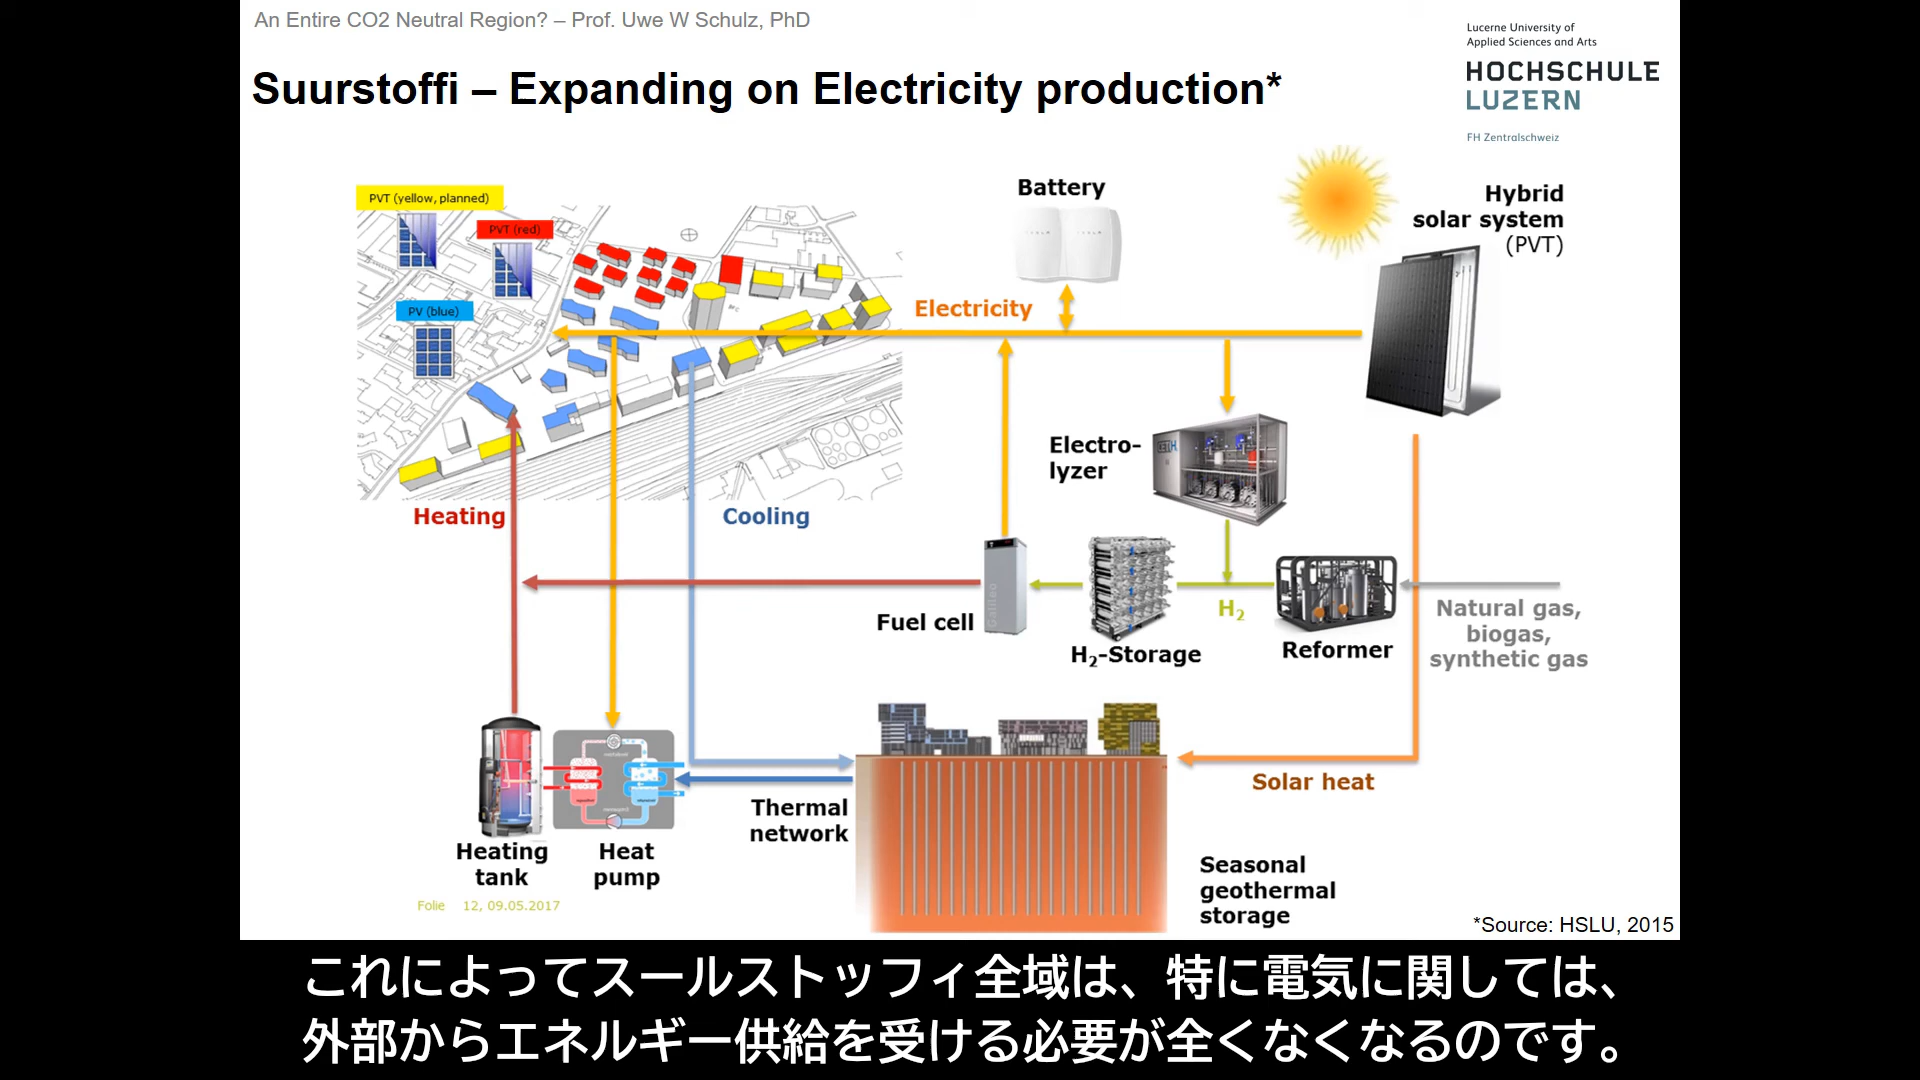 An Entire CO2 Neutral Region? – Prof. Uwe W Schulz, PhD
Lucerne University of
Applied Sciences and Arts
HOCHSCHULE
LUZERN
FH Zentralschweiz
Suurstoffi – Expanding on Electricity production*
PVT (yellow, planned)
PVT (red)
PV (blue)
Battery
TESLA TESLA
Hybrid
solar system
(PVT)
Electricity
Electro-
lyzer
Heating
Cooling
Fuel cell
Galileo
H₂-Storage
H₂
Reformer
Natural gas,
biogas,
synthetic gas
Solar heat
Thermal
network
Heating
tank
Heat
pump
Seasonal
geothermal
storage
Folie 12, 09.05.2017
*Source: HSLU, 2015
これによってスールストッフィ全域は、特に電気に関しては、
外部からエネルギー供給を受ける必要が全くなくなるのです。